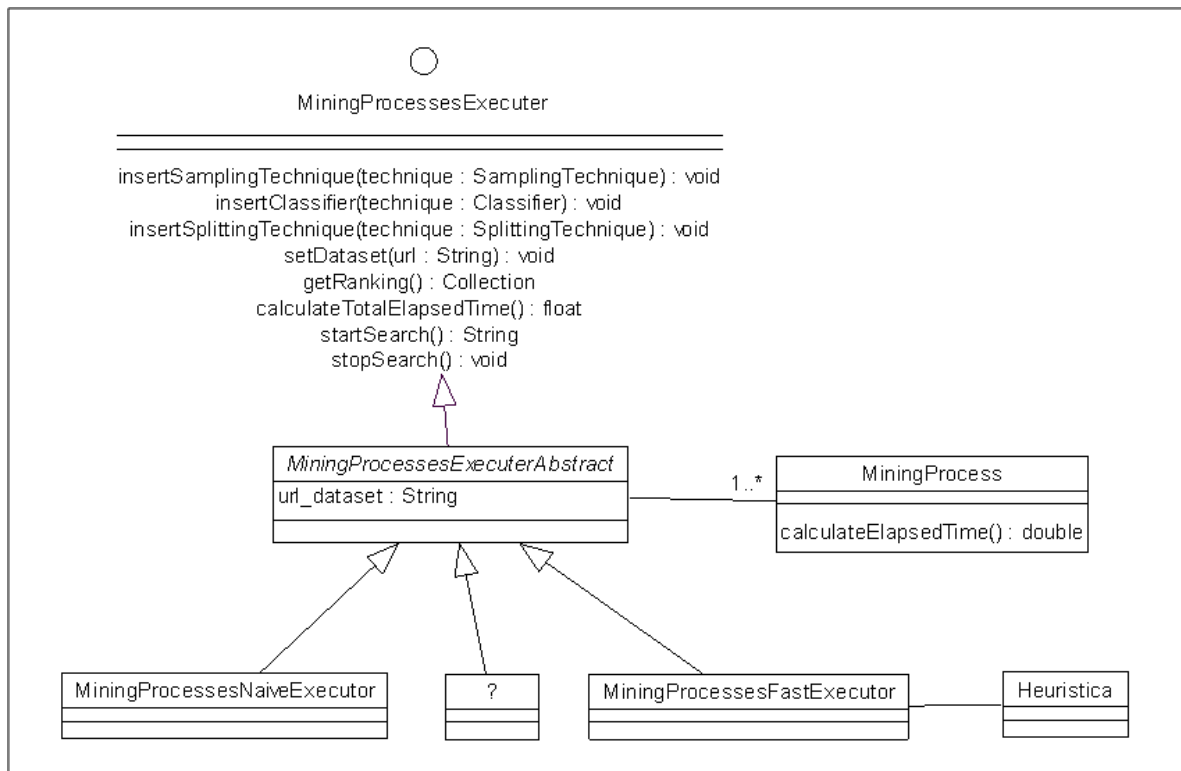 MiningProcessesExecuter
insertSamplingTechnique(technique : SamplingTechnique) : void
insertClassifier(technique : Classifier) : void
insertSplittingTechnique(technique : SplittingTechnique) : void
setDataset(url : String) : void
getRanking() : Collection
calculateTotalElapsedTime() : float
startSearch() : String
stopSearch() : void
MiningProcessesExecuterAbstract
url_dataset : String
1..*
MiningProcess
calculateElapsedTime() : double
MiningProcessesNaiveExecutor
?
MiningProcessesFastExecutor
Heuristica